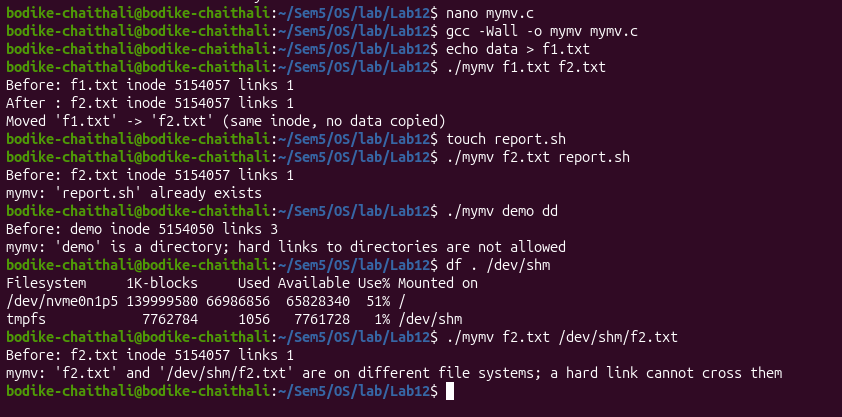 bodike-chaithali@bodike-chaithali:~/Sem5/OS/lab/Lab12$ nano mymv.c
bodike-chaithali@bodike-chaithali:~/Sem5/OS/lab/Lab12$ gcc -Wall -o mymv mymv.c
bodike-chaithali@bodike-chaithali:~/Sem5/OS/lab/Lab12$ echo data > f1.txt
bodike-chaithali@bodike-chaithali:~/Sem5/OS/lab/Lab12$ ./mymv f1.txt f2.txt
Before: f1.txt inode 5154057 links 1
After : f2.txt inode 5154057 links 1
Moved 'f1.txt' -> 'f2.txt' (same inode, no data copied)
bodike-chaithali@bodike-chaithali:~/Sem5/OS/lab/Lab12$ touch report.sh
bodike-chaithali@bodike-chaithali:~/Sem5/OS/lab/Lab12$ ./mymv f2.txt report.sh
Before: f2.txt inode 5154057 links 1
mymv: 'report.sh' already exists
bodike-chaithali@bodike-chaithali:~/Sem5/OS/lab/Lab12$ ./mymv demo dd
Before: demo inode 5154050 links 3
mymv: 'demo' is a directory; hard links to directories are not allowed
bodike-chaithali@bodike-chaithali:~/Sem5/OS/lab/Lab12$ df . /dev/shm
Filesystem     1K-blocks     Used Available Use% Mounted on
/dev/nvme0n1p5 139999580 66986856  65828340  51% /
tmpfs            7762784     1056   7761728   1% /dev/shm
bodike-chaithali@bodike-chaithali:~/Sem5/OS/lab/Lab12$ ./mymv f2.txt /dev/shm/f2.txt
Before: f2.txt inode 5154057 links 1
mymv: 'f2.txt' and '/dev/shm/f2.txt' are on different file systems; a hard link cannot cross them
bodike-chaithali@bodike-chaithali:~/Sem5/OS/lab/Lab12$